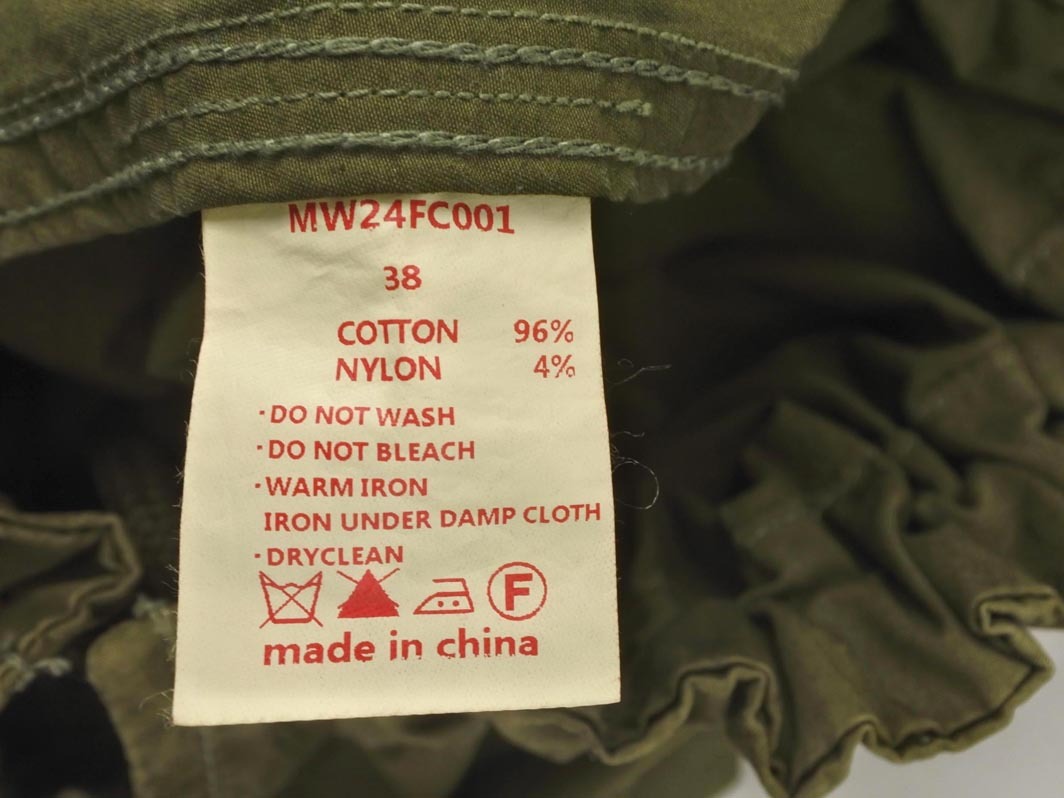 MW24FC001
38
COTTON 96%
NYLON 4%
·DO NOT WASH
·DO NOT BLEACH
·WARM IRON
IRON UNDER DAMP CLOTH
·DRYCLEAN
F
made in china